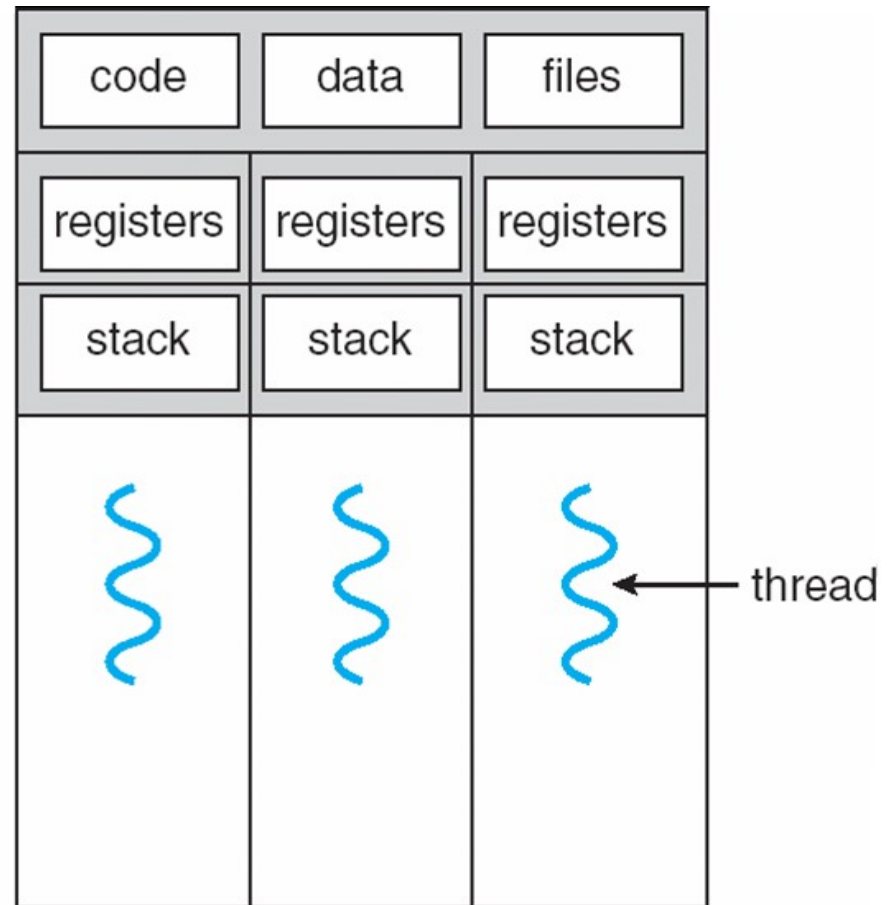 code data files
registers registers registers
stack stack stack
thread